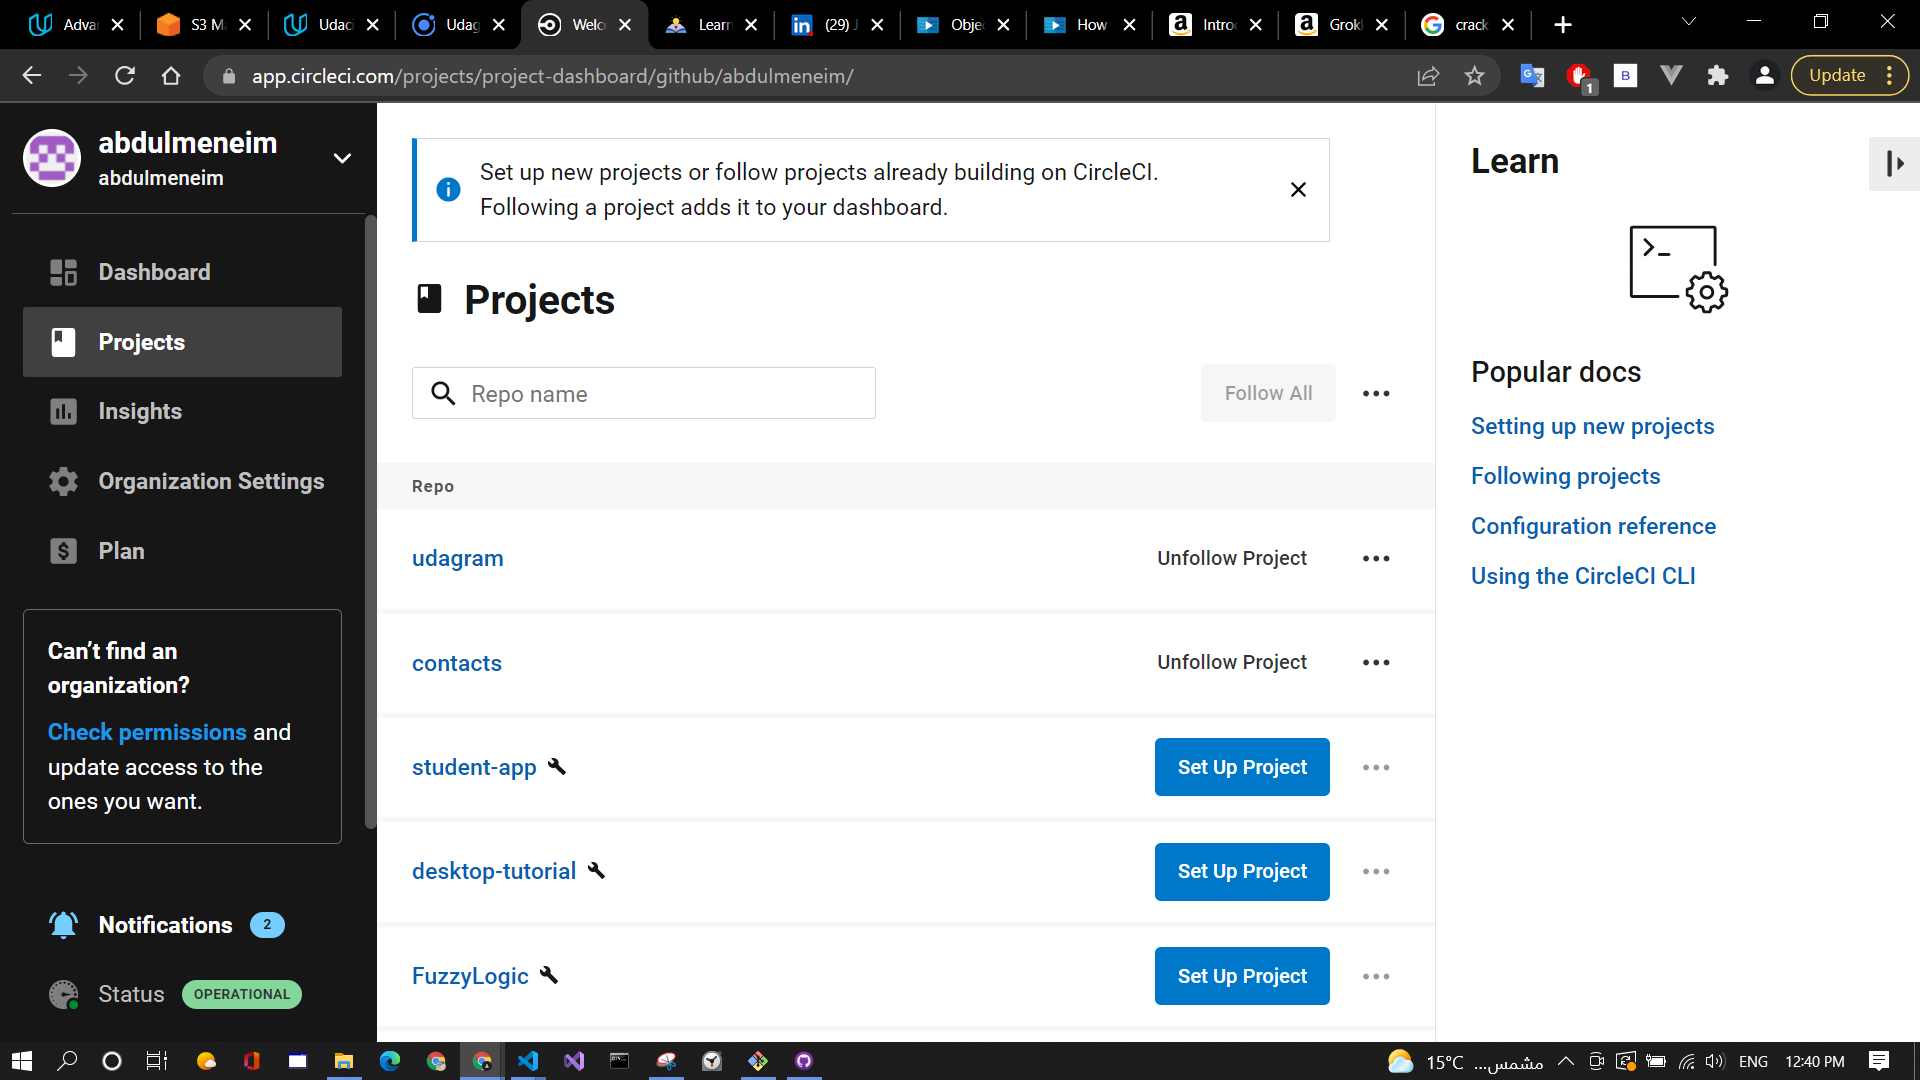 Adva
S3 Ma
Udaci
Udag
Welc
Learn
(29) J
Obje
How
Intro
Grok
crack
app.circleci.com/projects/project-dashboard/github/abdulmeneim/
1
B
Update
abdulmeneim
abdulmeneim
Dashboard
Projects
Insights
Organization Settings
Plan
Can’t find an
organization?
Check permissions and
update access to the
ones you want.
Notifications 2
Status OPERATIONAL
Set up new projects or follow projects already building on CircleCI.
Following a project adds it to your dashboard.
Projects
Repo name
Follow All
Repo
udagram Unfollow Project
contacts Unfollow Project
student-app Set Up Project
desktop-tutorial Set Up Project
FuzzyLogic Set Up Project
Learn
Popular docs
Setting up new projects
Following projects
Configuration reference
Using the CircleCI CLI
15°C مشمس...
ENG
12:40 PM